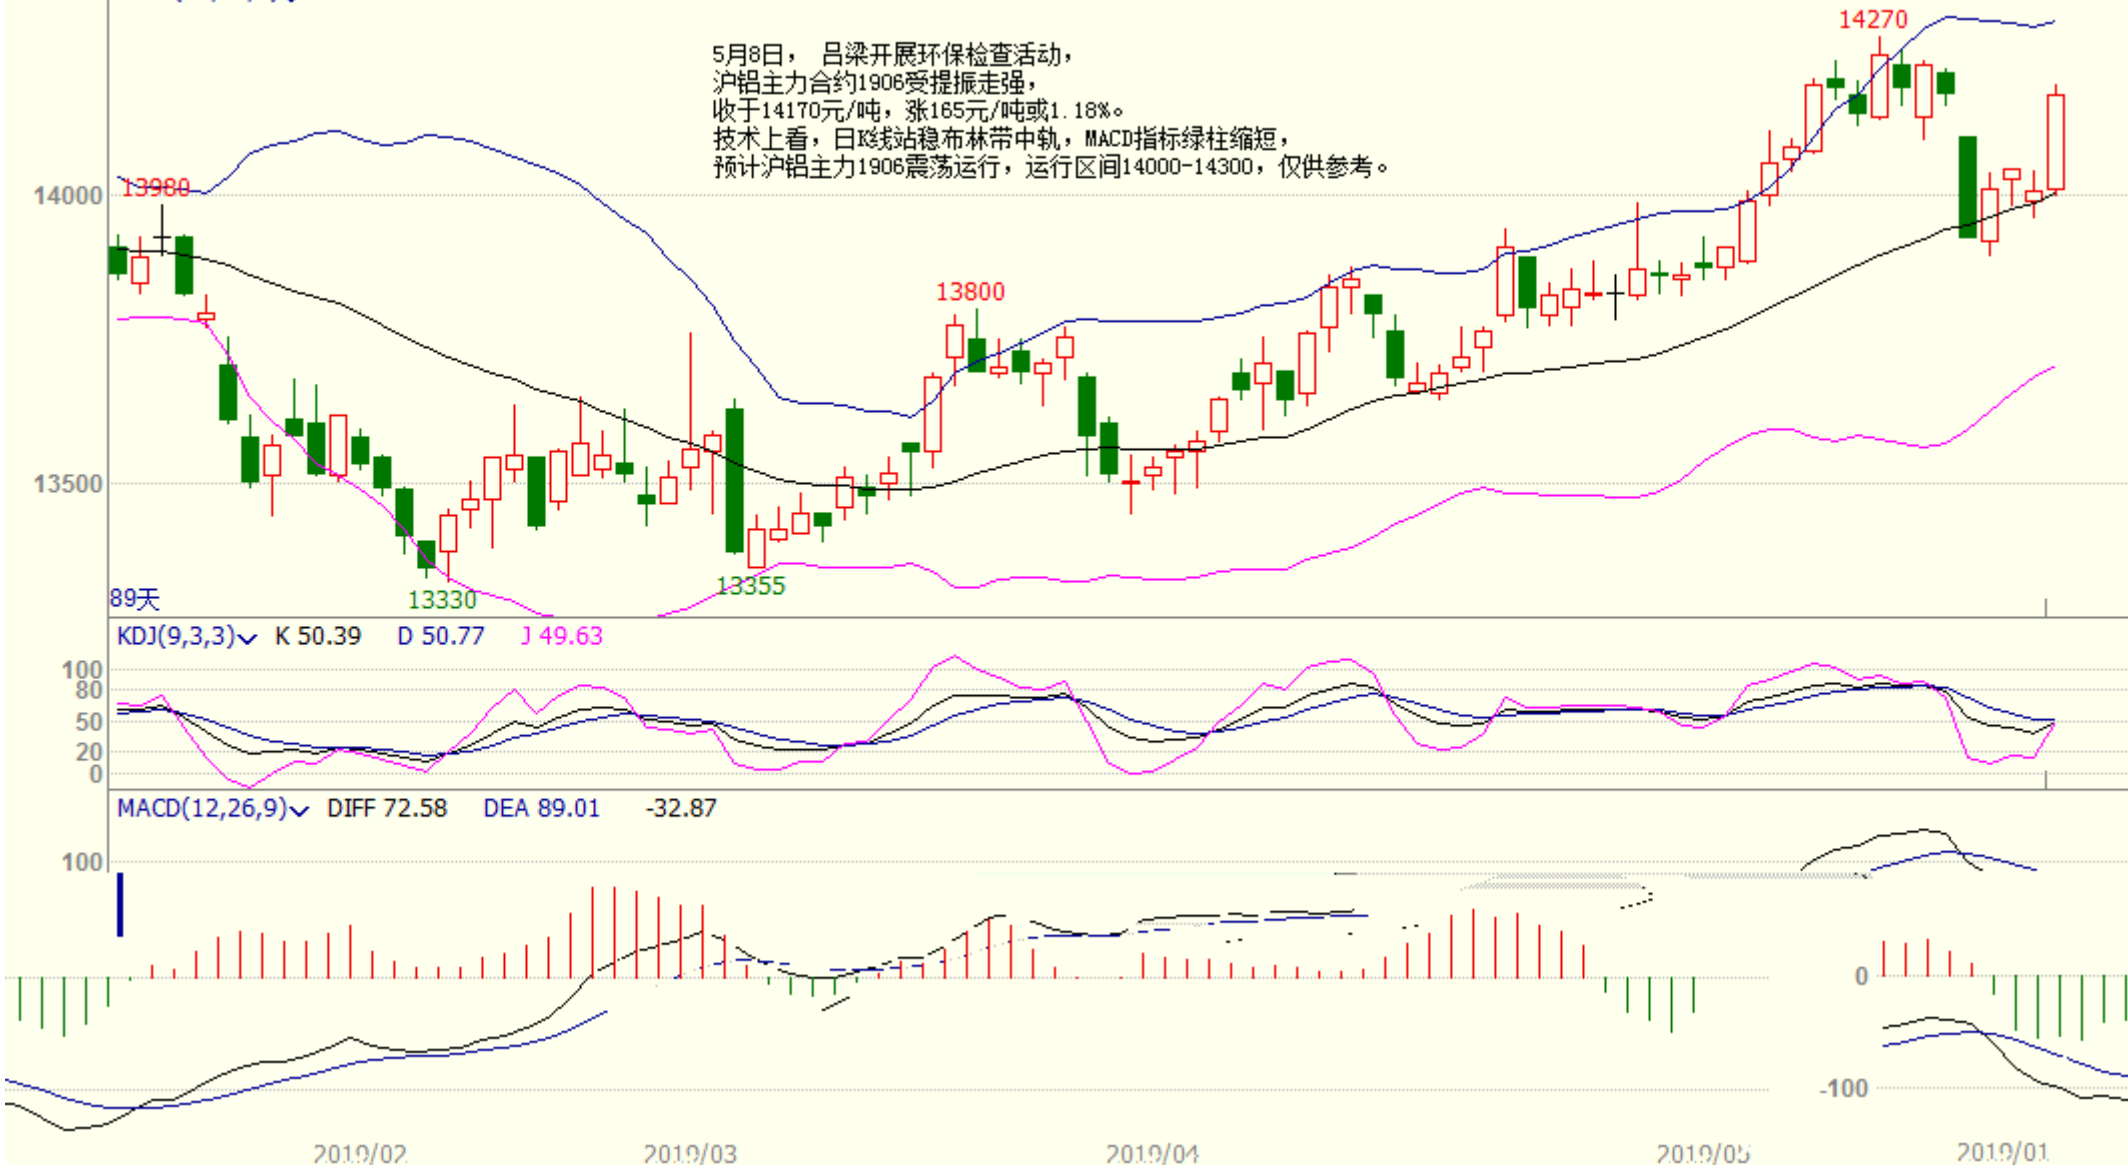 14270
5月8日， 吕梁开展环保检查活动，
沪铝主力合约1906受提振走强，
收于14170元/吨，涨165元/吨或1.18%。
技术上看，日K线站稳布林带中轨，MACD指标绿柱缩短，
预计沪铝主力1906震荡运行，运行区间14000-14300，仅供参考。
14000
13980
13800
13500
13355
13330
89天
KDJ(9,3,3) K 50.39 D 50.77 J 49.63
100
80
50
20
0
MACD(12,26,9) DIFF 72.58 DEA 89.01 -32.87
100
0
-100
2019/02 2019/03 2019/04 2019/05 2019/01